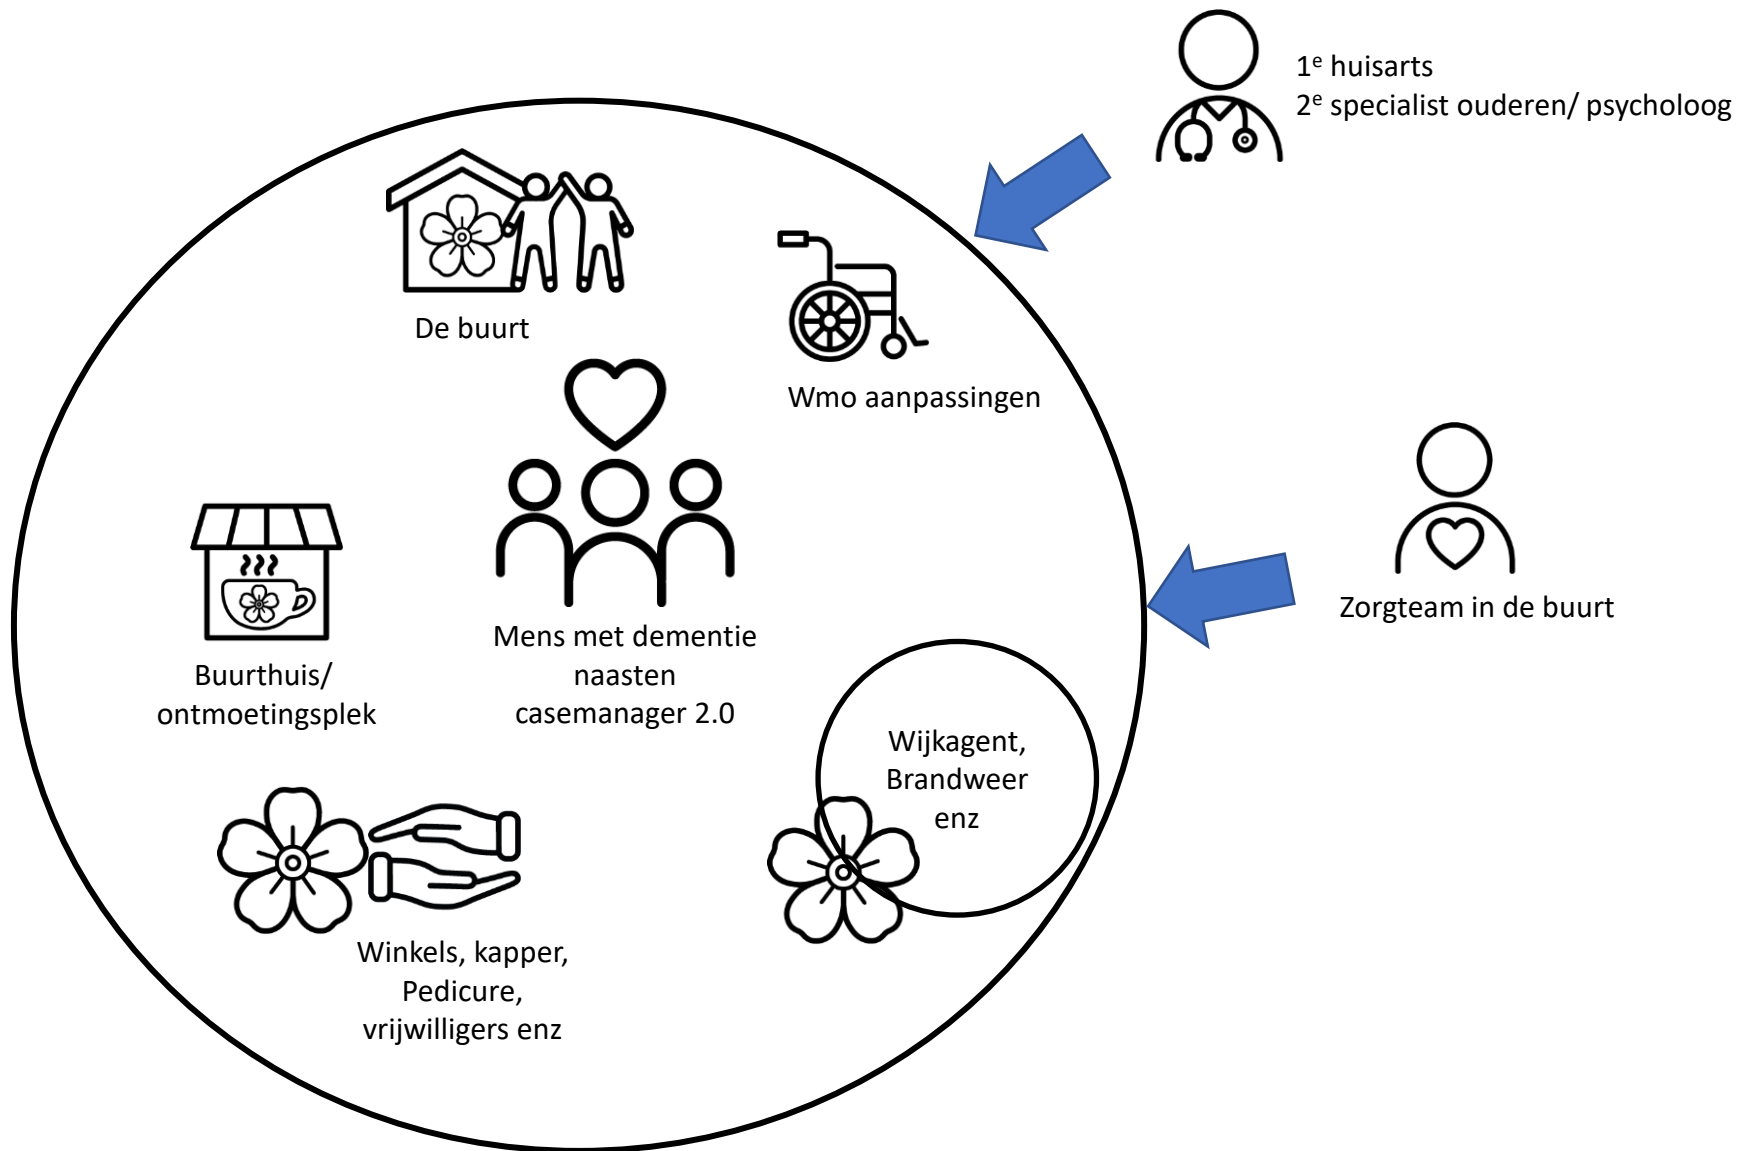 1e huisarts
2e specialist ouderen/ psycholoog
De buurt
Wmo aanpassingen
Zorgteam in de buurt
Mens met dementie
naasten
casemanager 2.0
Buurthuis/
ontmoetingsplek
Wijkagent,
Brandweer
enz
Winkels, kapper,
Pedicure,
vrijwilligers enz